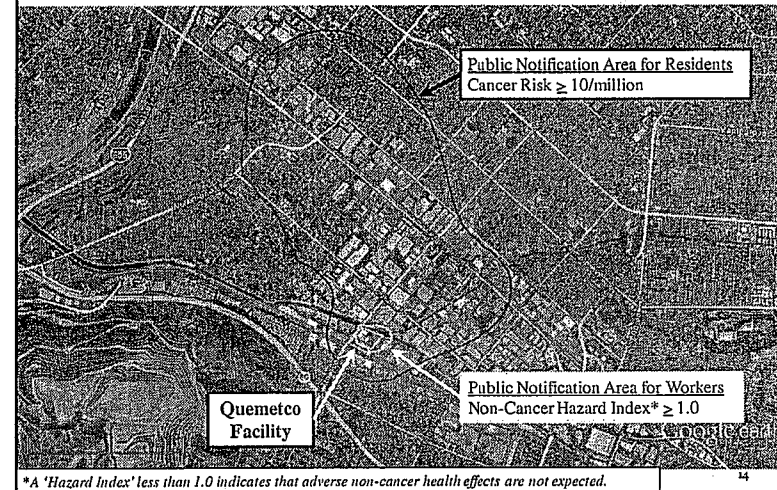 Public Notification Area for Residents
Cancer Risk ≥ 10/million
Quemetco
Facility
Public Notification Area for Workers
Non-Cancer Hazard Index* ≥ 1.0
Google earth
*A 'Hazard Index' less than 1.0 indicates that adverse non-cancer health effects are not expected.
14